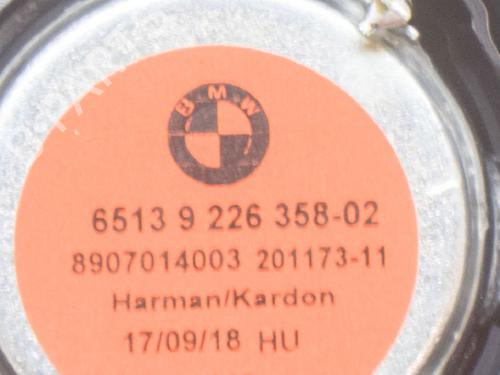 BMW
6513 9 226 358-02
8907014003 201173-11
Harman/Kardon
17/09/18 HU